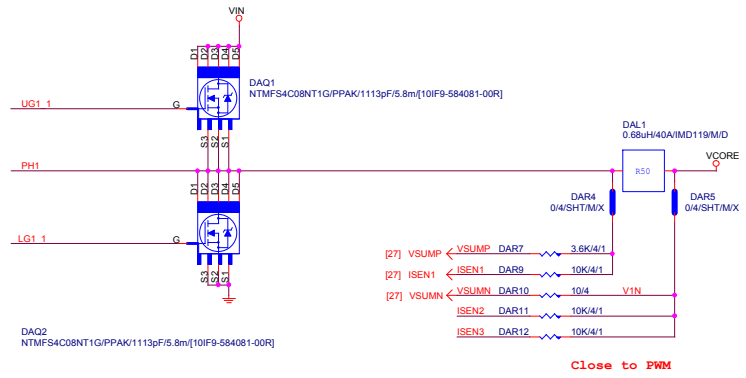 VIN
D1 D2 D3 D4 D5
DAQ1
NTMFS4C08NT1G/PPAK/1113pF/5.8m/[10IF9-584081-00R]
UG1_1
G
S3 S2 S1
DAL1
0.68uH/40A/IMD119/M/D
VCORE
PH1
R50
D1 D2 D3 D4 D5
DAR4
0/4/SHT/M/X
DAR5
0/4/SHT/M/X
LG1_1
G
S3 S2 S1
[27] VSUMP VSUMP DAR7 3.6K/4/1
[27] ISEN1 ISEN1 DAR9 10K/4/1
[27] VSUMN VSUMN DAR10 10/4 V1N
ISEN2 DAR11 10K/4/1
ISEN3 DAR12 10K/4/1
DAQ2
NTMFS4C08NT1G/PPAK/1113pF/5.8m/[10IF9-584081-00R]
Close to PWM